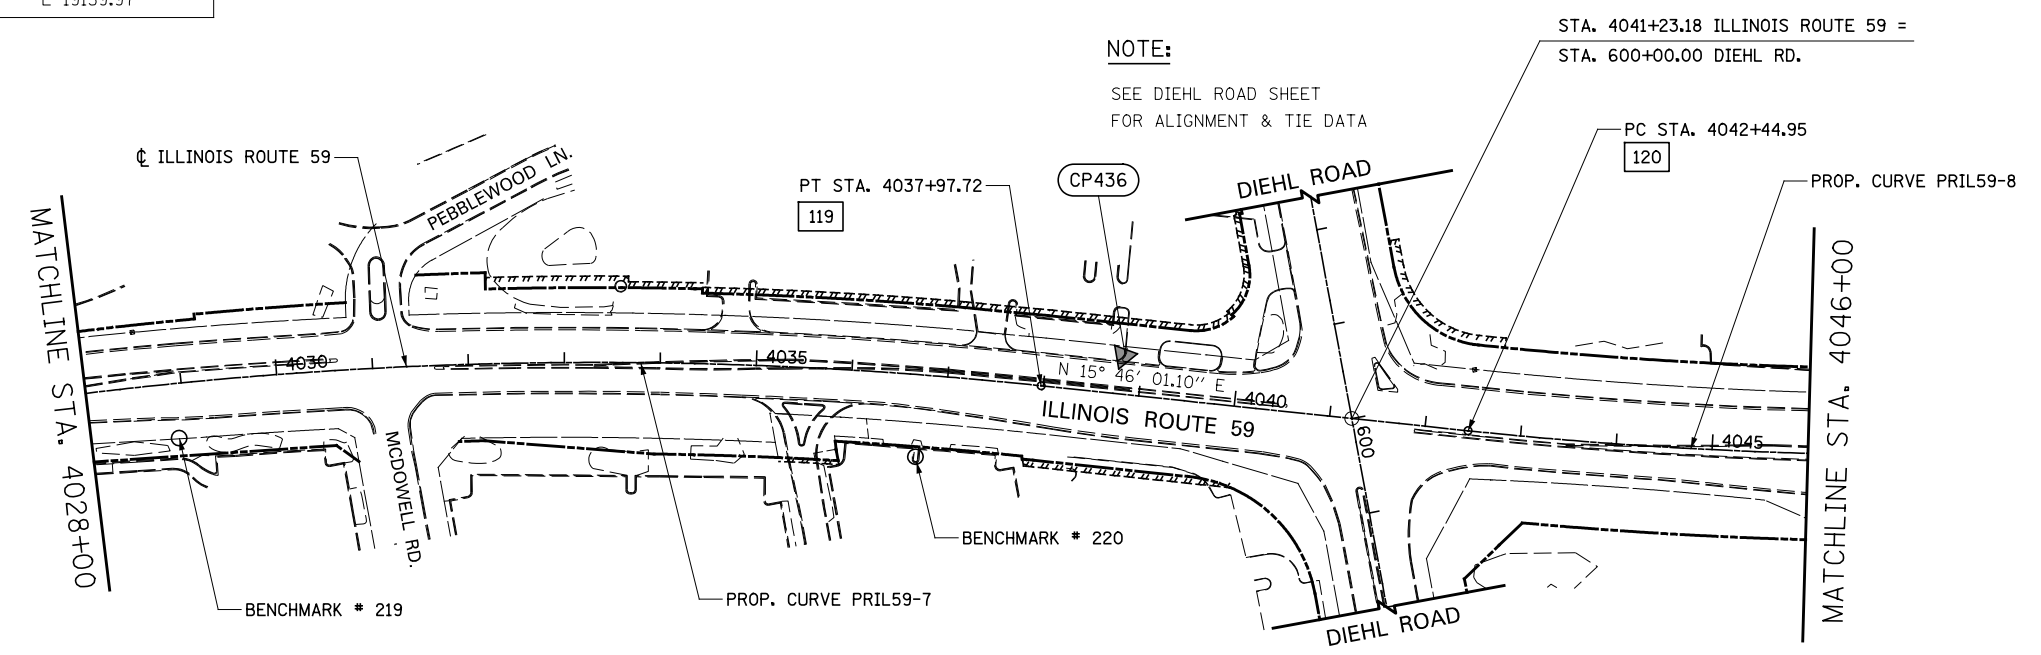 E 19159.97
NOTE:
SEE DIEHL ROAD SHEET
FOR ALIGNMENT & TIE DATA
STA. 4041+23.18 ILLINOIS ROUTE 59 =
STA. 600+00.00 DIEHL RD.
PC STA. 4042+44.95
120
PROP. CURVE PRIL59-8
℄ ILLINOIS ROUTE 59
PEBBLEWOOD LN.
PT STA. 4037+97.72
119
CP436
DIEHL ROAD
MATCHLINE STA. 4028+00
MATCHLINE STA. 4046+00
4030
4035
N 15° 46' 01.10" E
4040
ILLINOIS ROUTE 59
600
4045
MCDOWELL RD.
BENCHMARK # 219
PROP. CURVE PRIL59-7
BENCHMARK # 220
DIEHL ROAD